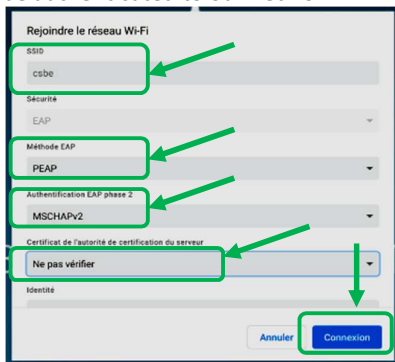 Rejoindre le réseau Wi-Fi
SSID
csbe
Sécurité
EAP
Méthode EAP
PEAP
Authentification EAP phase 2
MSCHAPv2
Certificat de l'autorité de certification du serveur
Ne pas vérifier
Identité
Annuler Connexion